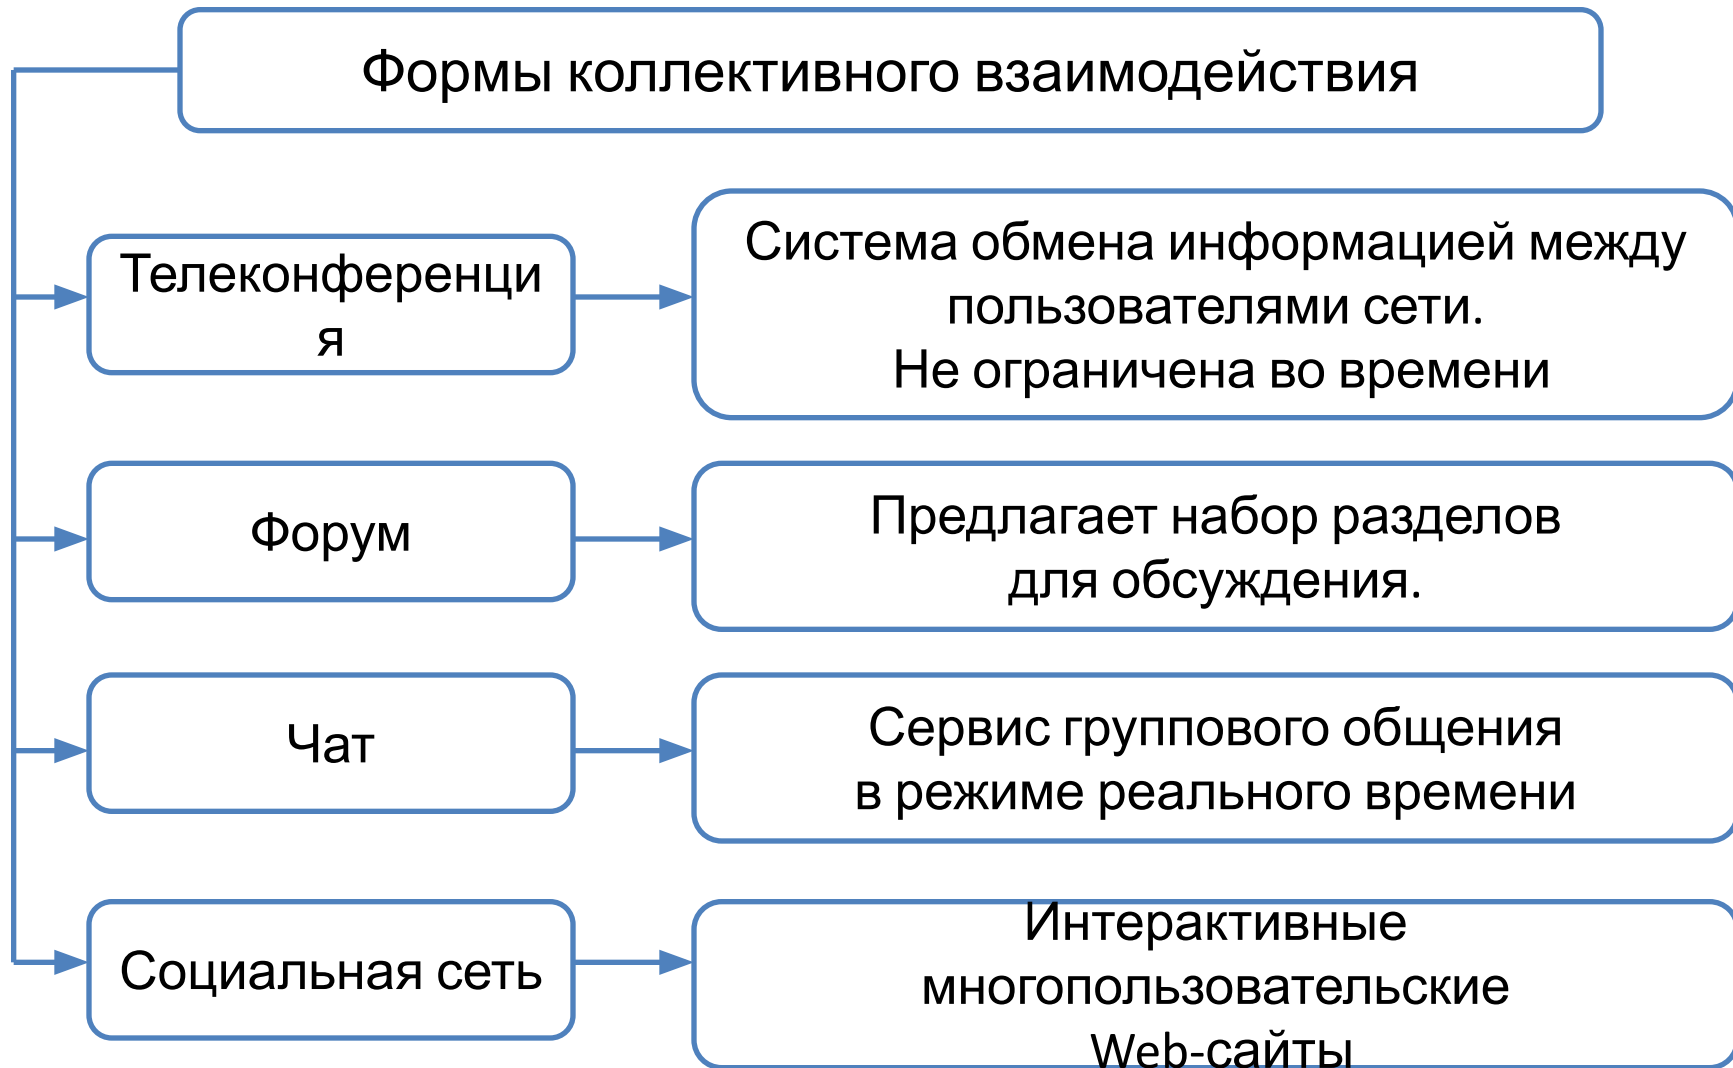 Формы коллективного взаимодействия
Телеконференци
я
Система обмена информацией между
пользователями сети.
Не ограничена во времени
Форум
Предлагает набор разделов
для обсуждения.
Чат
Сервис группового общения
в режиме реального времени
Социальная сеть
Интерактивные
многопользовательские
Web-сайты